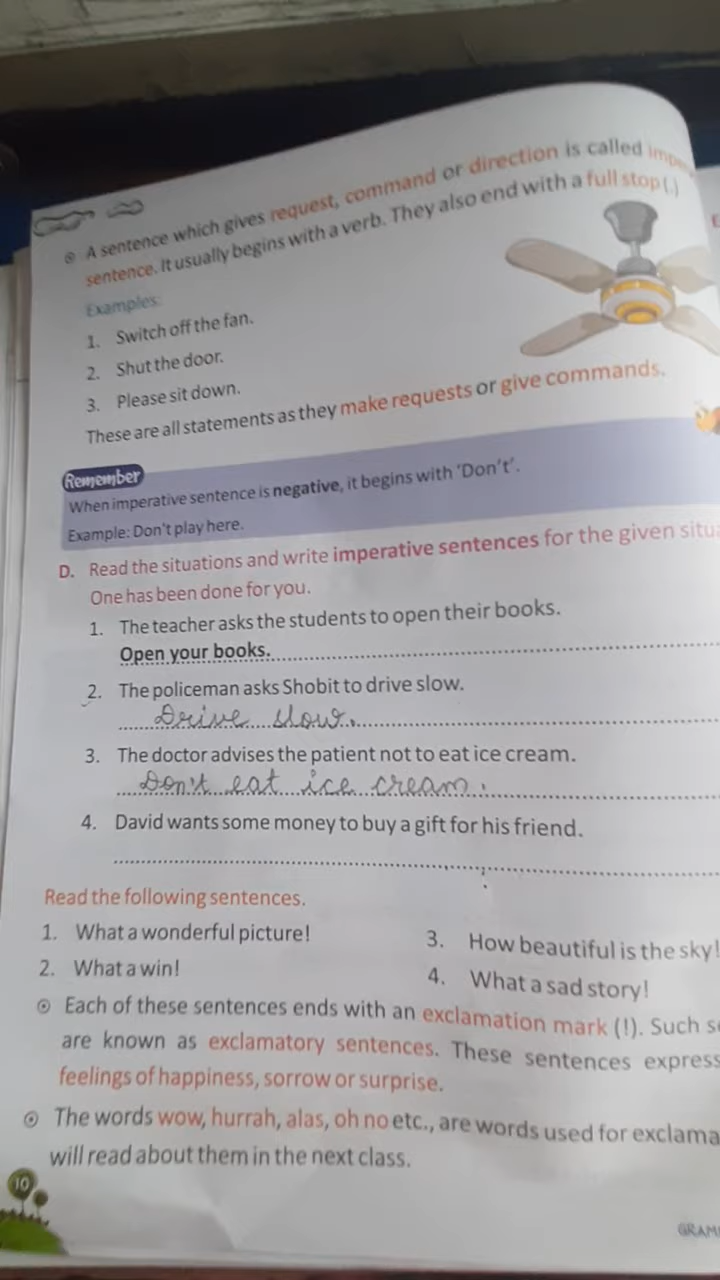 A sentence which gives request, command or direction is called
sentence. It usually begins with a verb. They also end with a full stop (.)
Examples:
1. Switch off the fan.
2. Shut the door.
3. Please sit down.
These are all statements as they make requests or give commands.
Remember
When imperative sentence is negative, it begins with 'Don't'.
Example: Don't play here.
D. Read the situations and write imperative sentences for the given
One has been done for you.
1. The teacher asks the students to open their books.
Open your books.
2. The policeman asks Shobit to drive slow.
Drive slow.
3. The doctor advises the patient not to eat ice cream.
Don't eat ice cream.
4. David wants some money to buy a gift for his friend.
Read the following sentences.
1. What a wonderful picture!
2. What a win!
3. How beautiful is the sky!
4. What a sad story!
Each of these sentences ends with an exclamation mark (!). Such
are known as exclamatory sentences. These sentences express
feelings of happiness, sorrow or surprise.
The words wow, hurrah, alas, oh no etc., are words used for
will read about them in the next class.
10